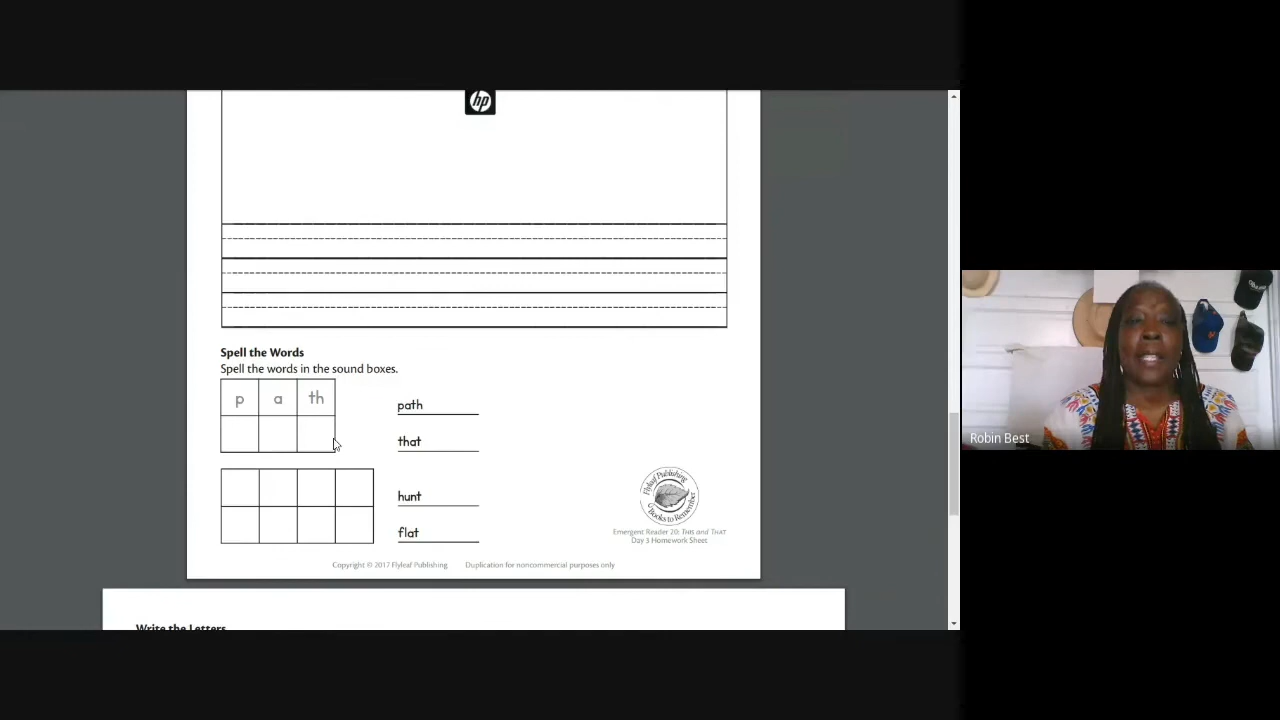 hp
Spell the Words
Spell the words in the sound boxes.
p a th
path
that
hunt
flat
Flyleaf Publishing
Books to Remember
Emergent Reader 20: THIS and THAT
Day 3 Homework Sheet
Copyright © 2017 Flyleaf Publishing Duplication for noncommercial purposes only
Write the Letters
Robin Best